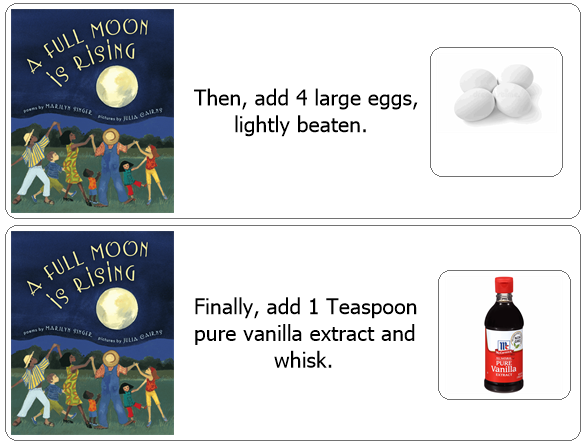 A FULL MOON
IS RISING
poems by MARILYN SINGER pictures by JULIA CAIRNS
Then, add 4 large eggs,
lightly beaten.
A FULL MOON
IS RISING
poems by MARILYN SINGER pictures by JULIA CAIRNS
Finally, add 1 Teaspoon
pure vanilla extract and
whisk.
PURE
Vanilla
EXTRACT